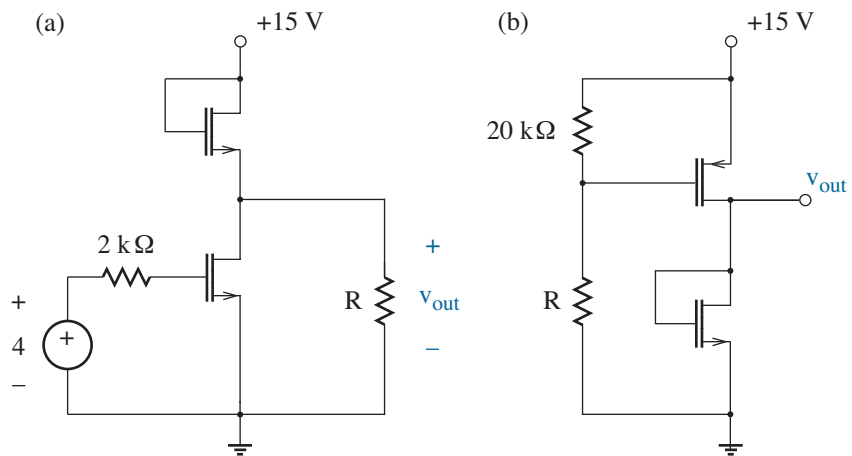 (a)
+15 V
2 kΩ
+
4
−
+
R
+
v_out
−
(b)
+15 V
20 kΩ
R
v_out